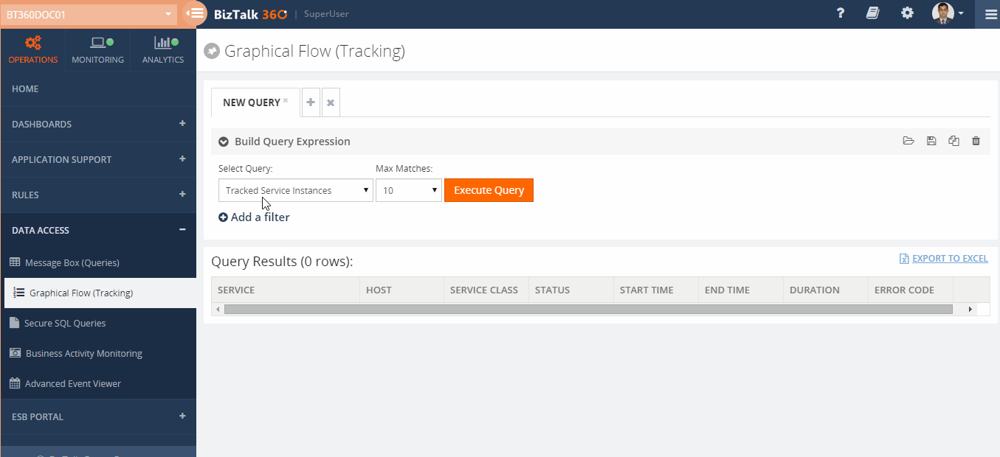 BT360DOC01
BizTalk 360 | SuperUser
?
OPERATIONS
MONITORING
ANALYTICS
HOME
DASHBOARDS +
APPLICATION SUPPORT +
RULES +
DATA ACCESS −
Message Box (Queries)
Graphical Flow (Tracking)
Secure SQL Queries
Business Activity Monitoring
Advanced Event Viewer
ESB PORTAL +
Graphical Flow (Tracking)
NEW QUERY × + ×
Build Query Expression
Select Query: Max Matches:
Tracked Service Instances 10 Execute Query
Add a filter
Query Results (0 rows):
EXPORT TO EXCEL
SERVICE HOST SERVICE CLASS STATUS START TIME END TIME DURATION ERROR CODE